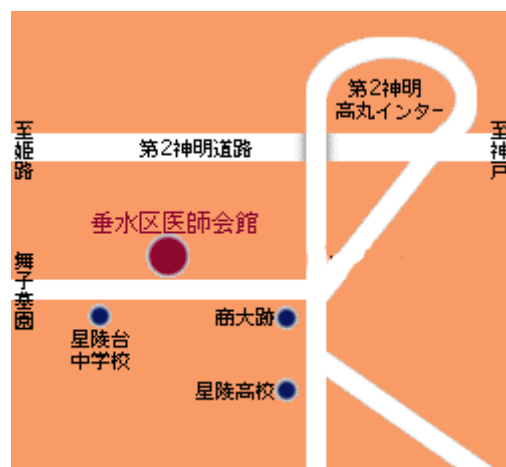 第2神明
高丸インター
至姫路
第2神明道路
至神戸
垂水区医師会館
舞子墓園
星陵台
中学校
商大跡
星陵高校